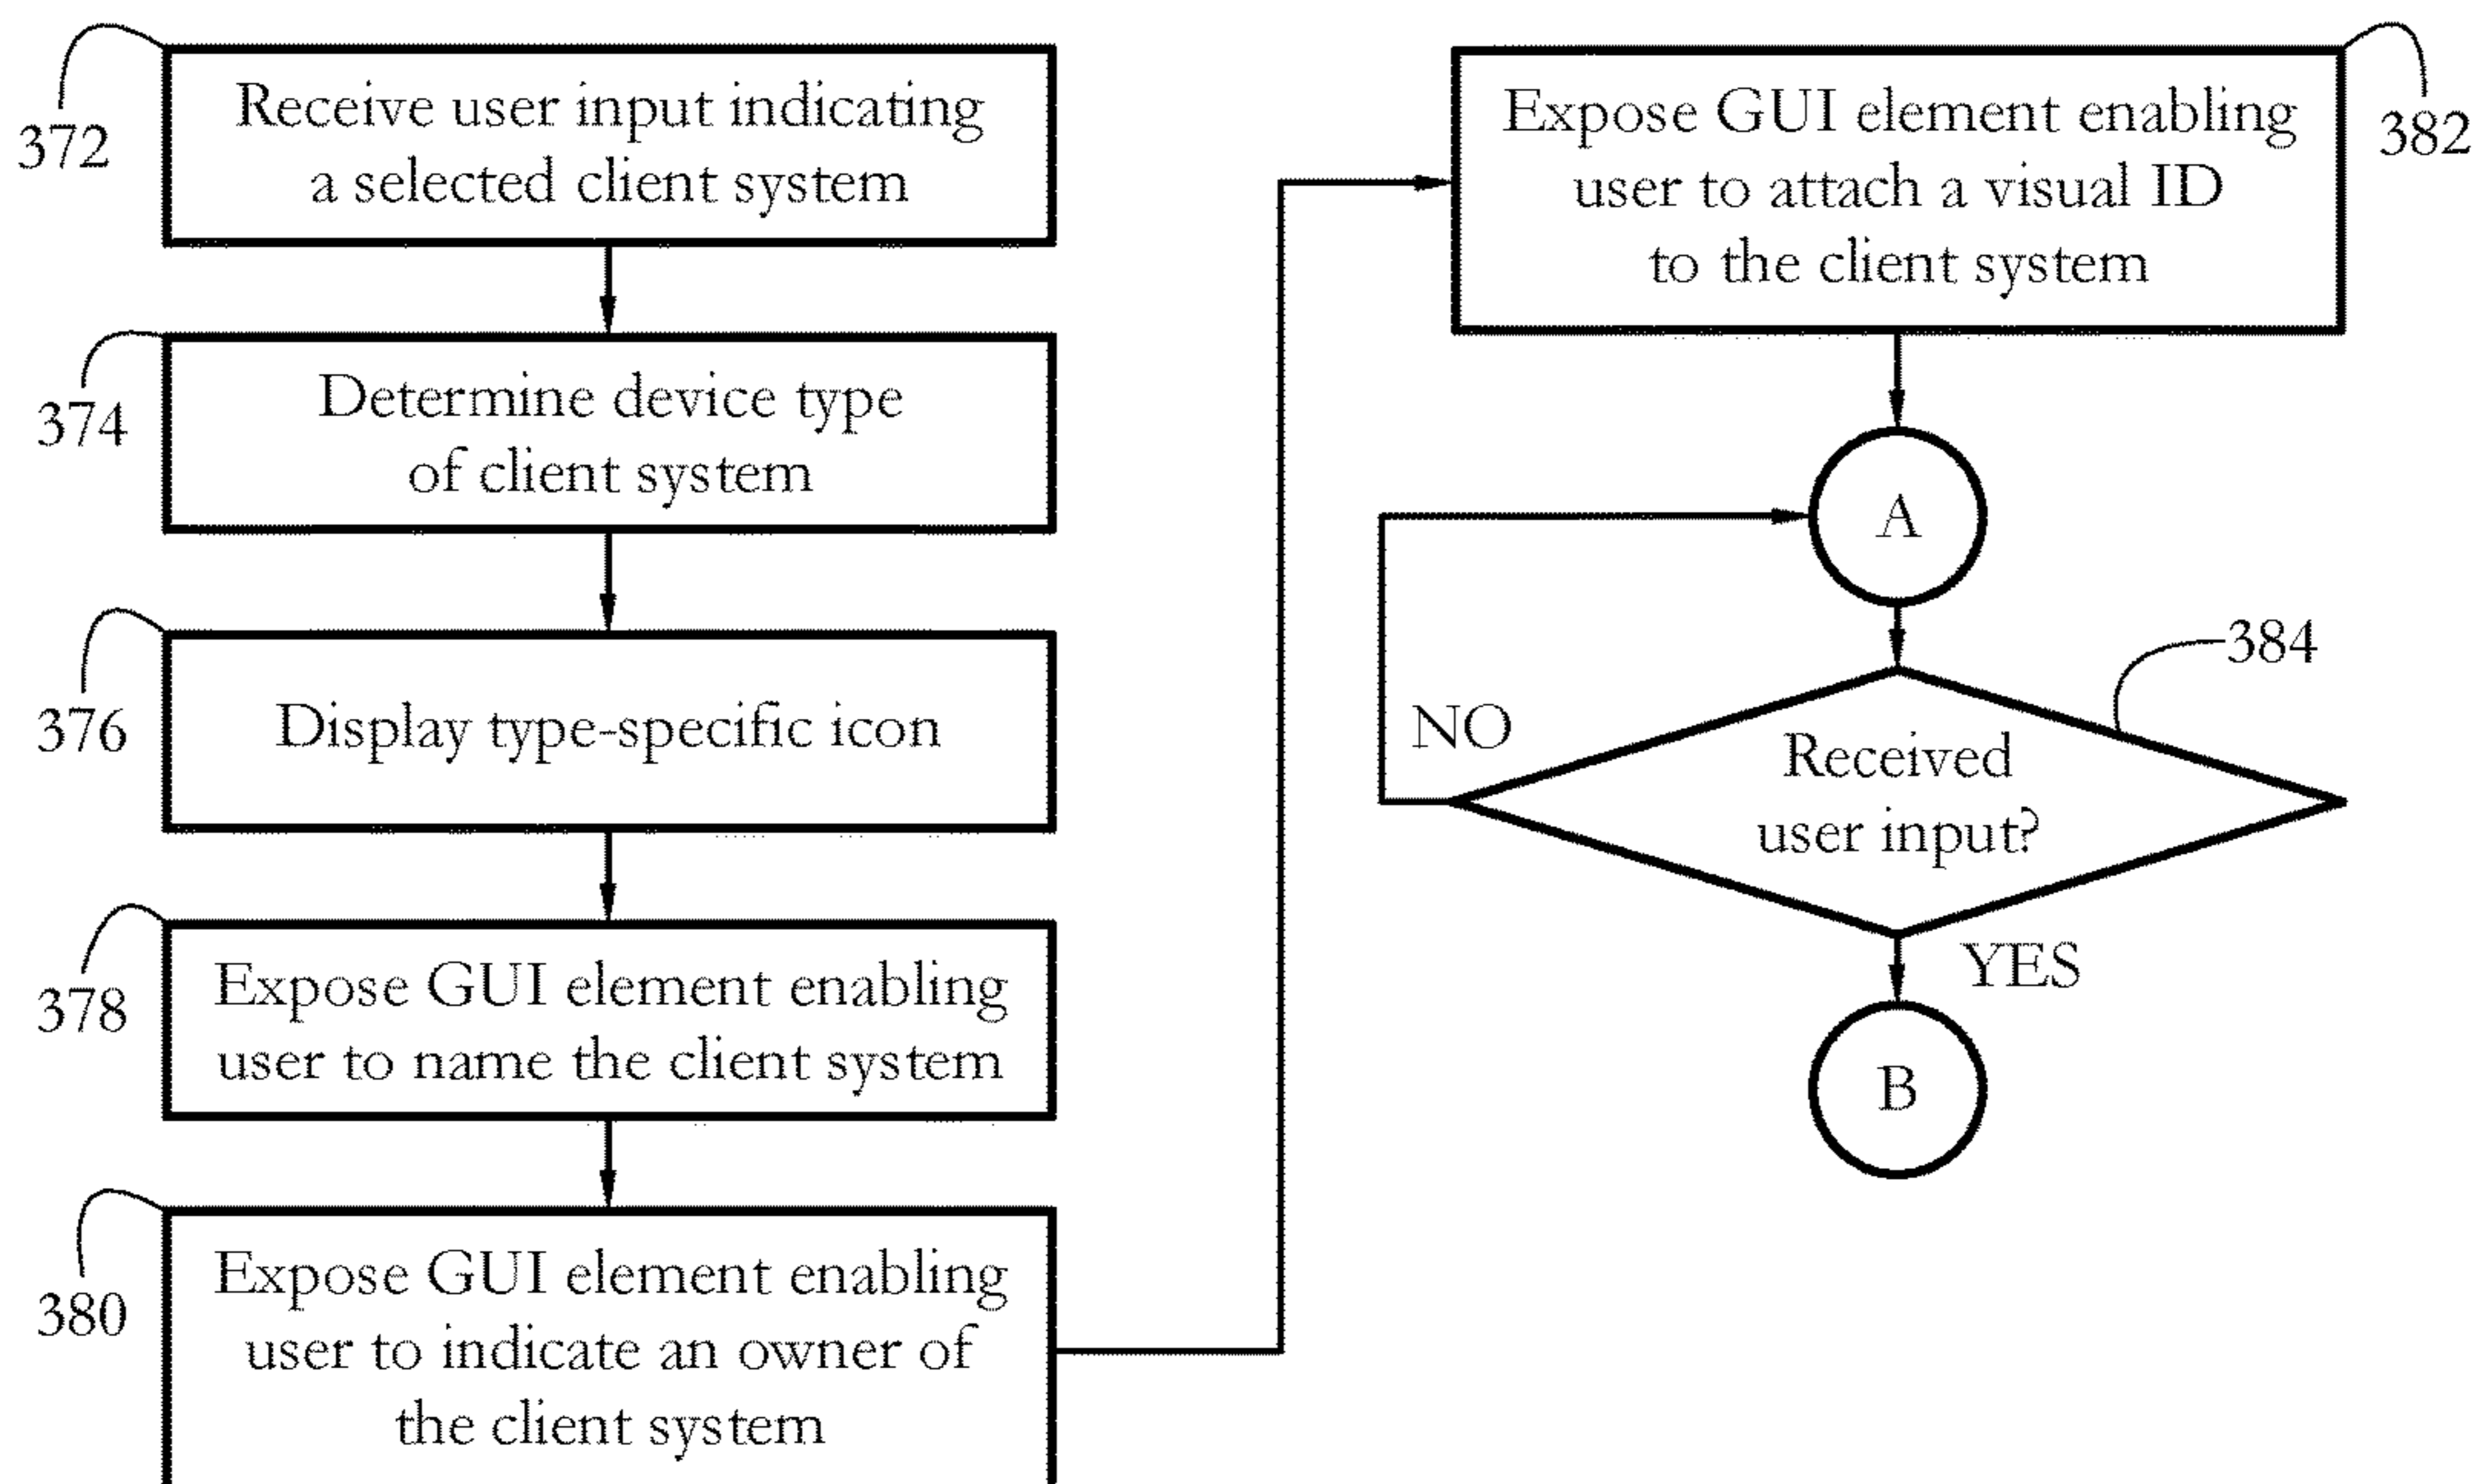 372
Receive user input indicating
a selected client system
374
Determine device type
of client system
376
Display type-specific icon
378
Expose GUI element enabling
user to name the client system
380
Expose GUI element enabling
user to indicate an owner of
the client system
382
Expose GUI element enabling
user to attach a visual ID
to the client system
A
384
NO
Received
user input?
YES
B